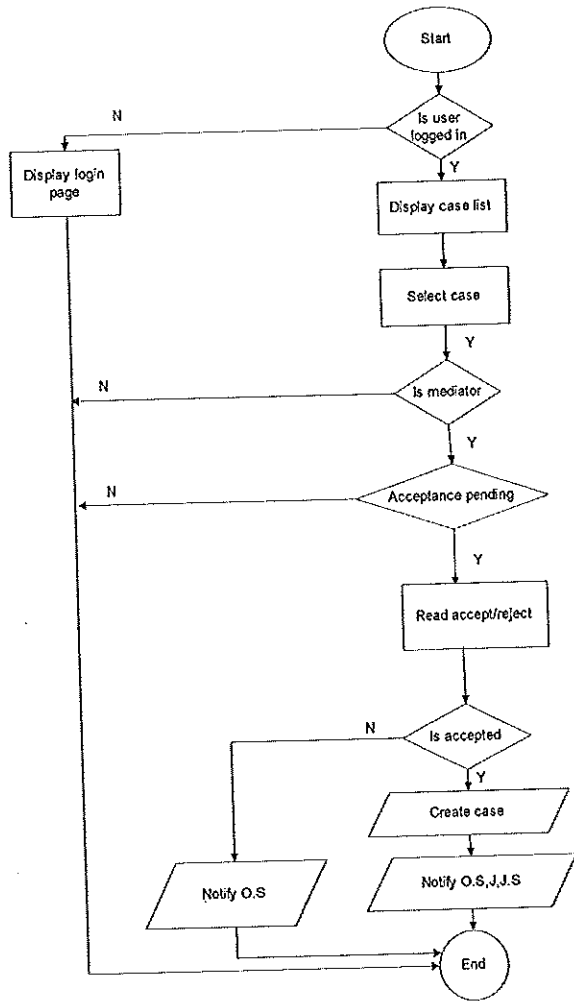 Start
Is user
logged in
N
Y
Display login
page
Display case list
Select case
Y
Is mediator
N
Y
Acceptance pending
N
Y
Read accept/reject
Is accepted
N
Y
Create case
Notify O.S
Notify O.S,J,J.S
End